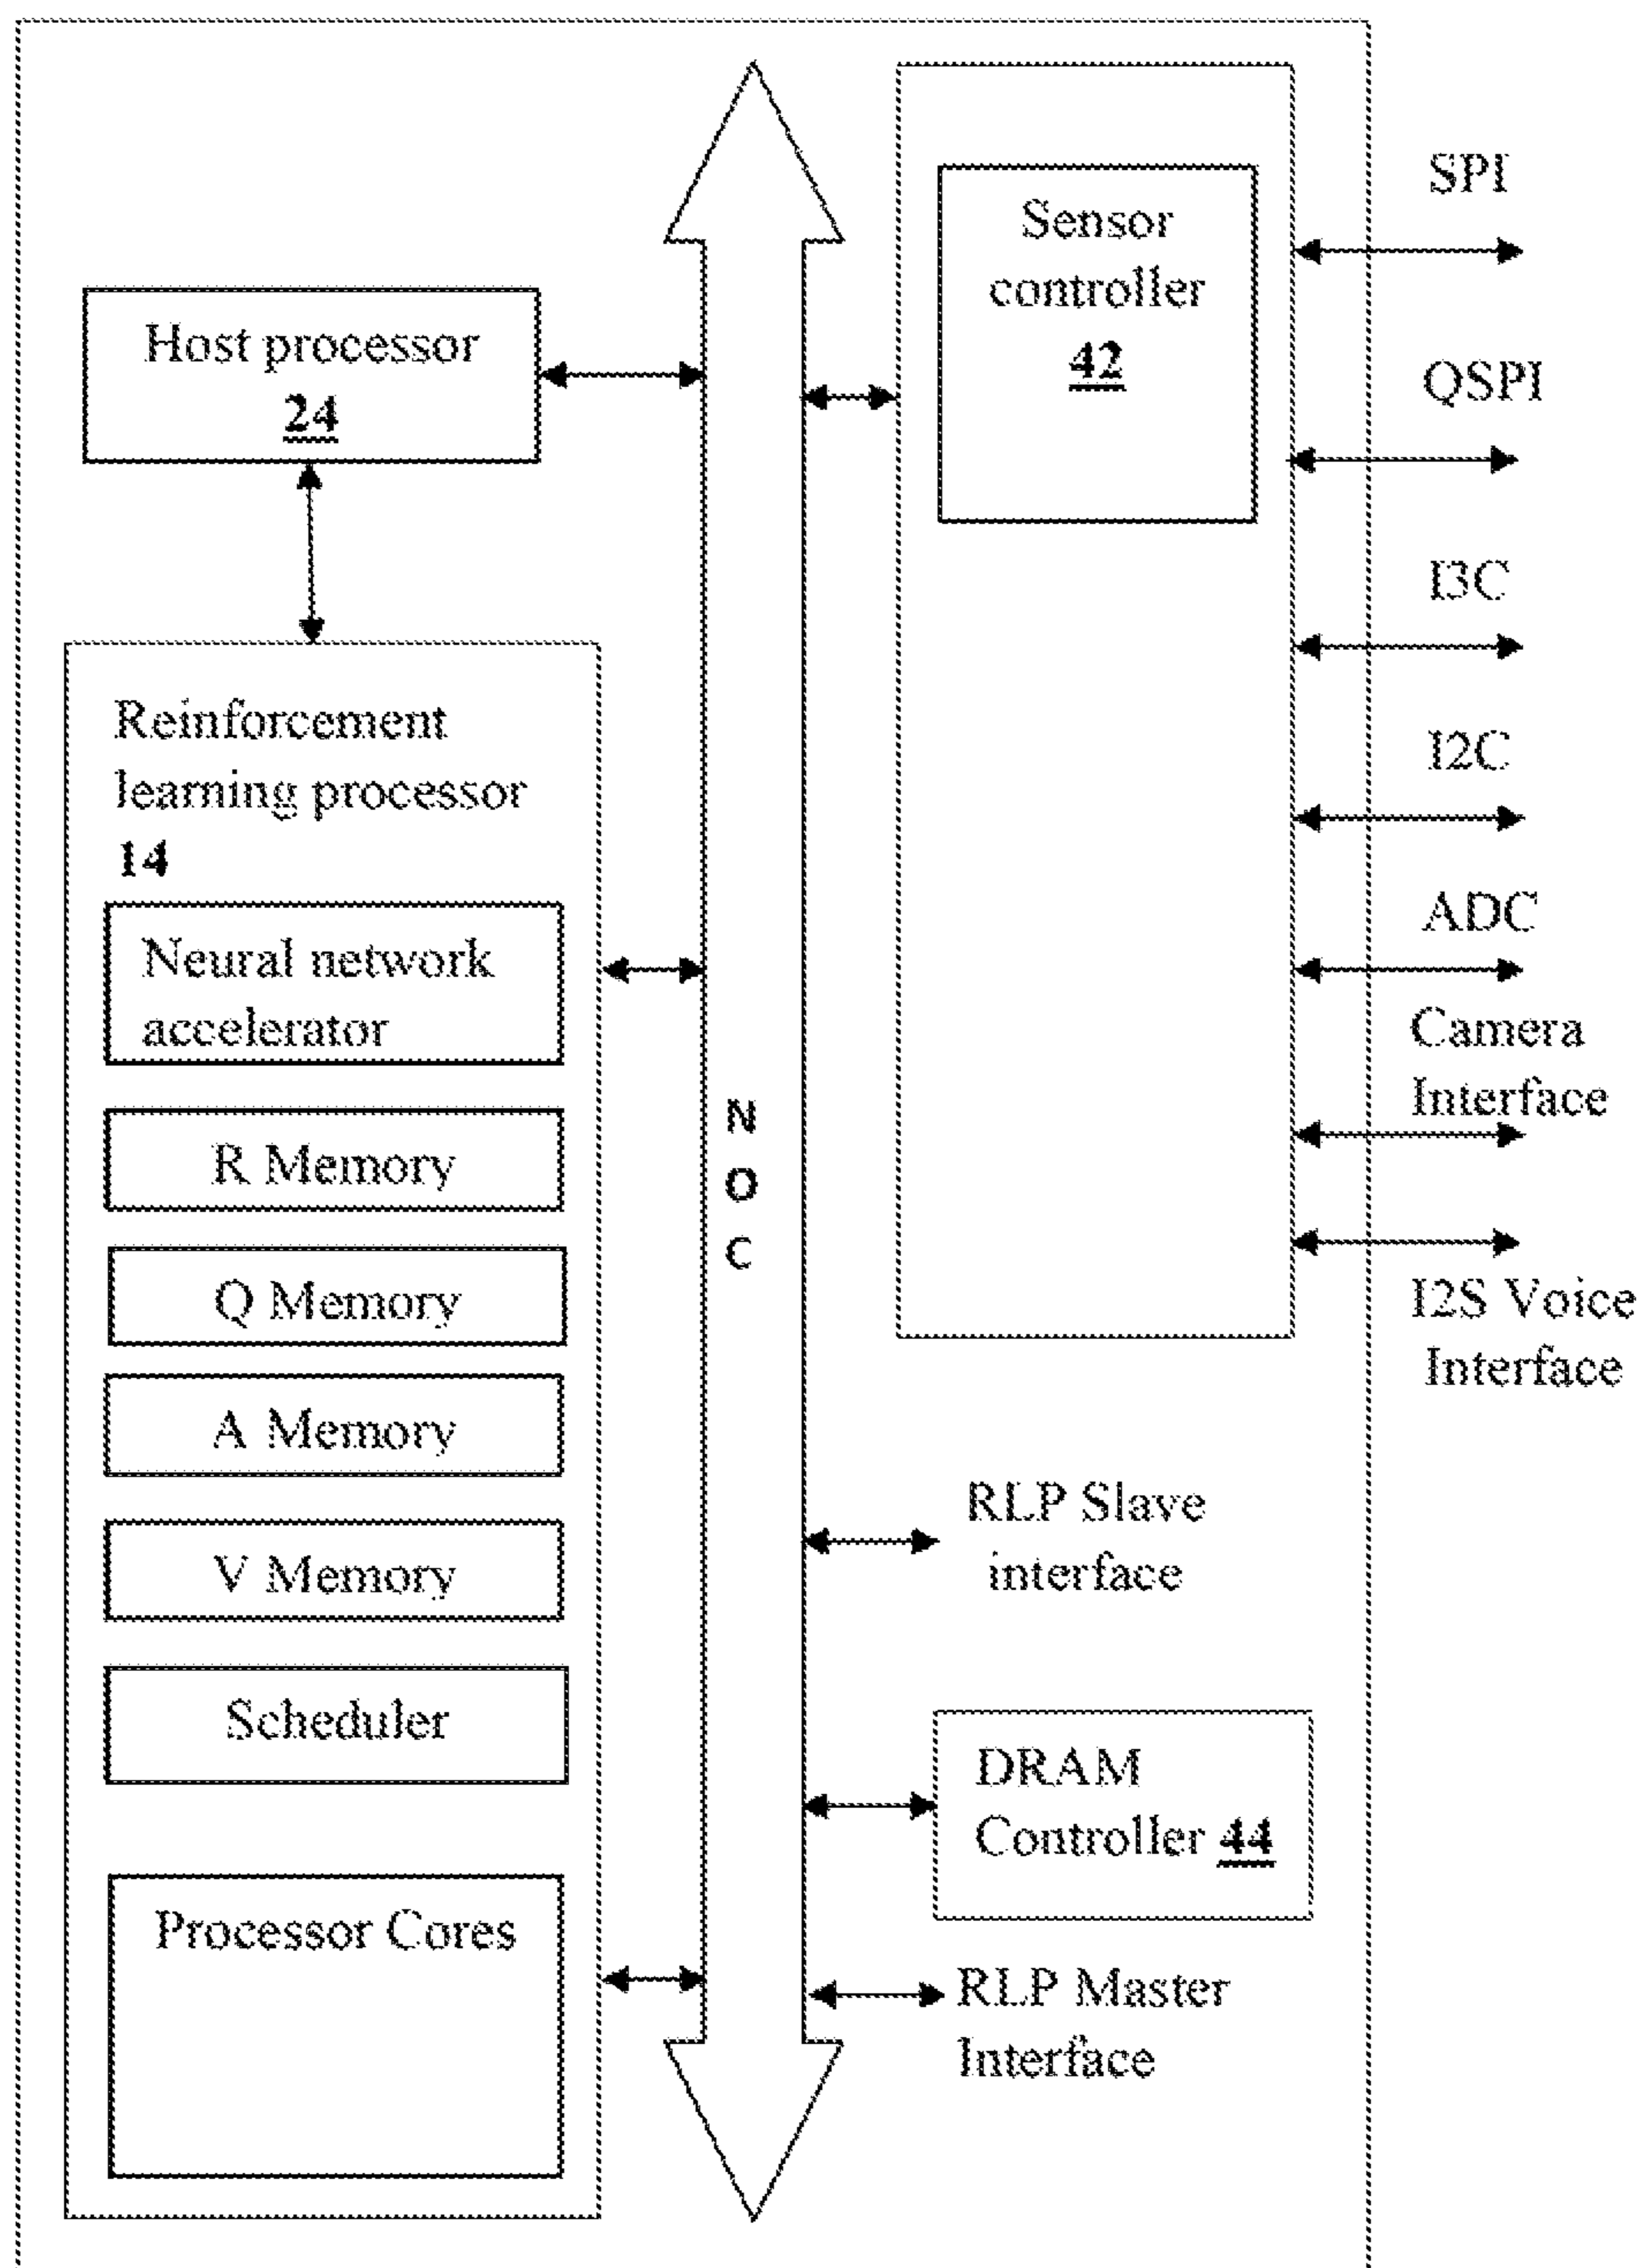 Host processor
24
Reinforcement
learning processor
14
Neural network
accelerator
R Memory
Q Memory
A Memory
V Memory
Scheduler
Processor Cores
N
O
C
Sensor
controller
42
SPI
QSPI
I3C
I2C
ADC
Camera
Interface
I2S Voice
Interface
RLP Slave
interface
DRAM
Controller 44
RLP Master
Interface